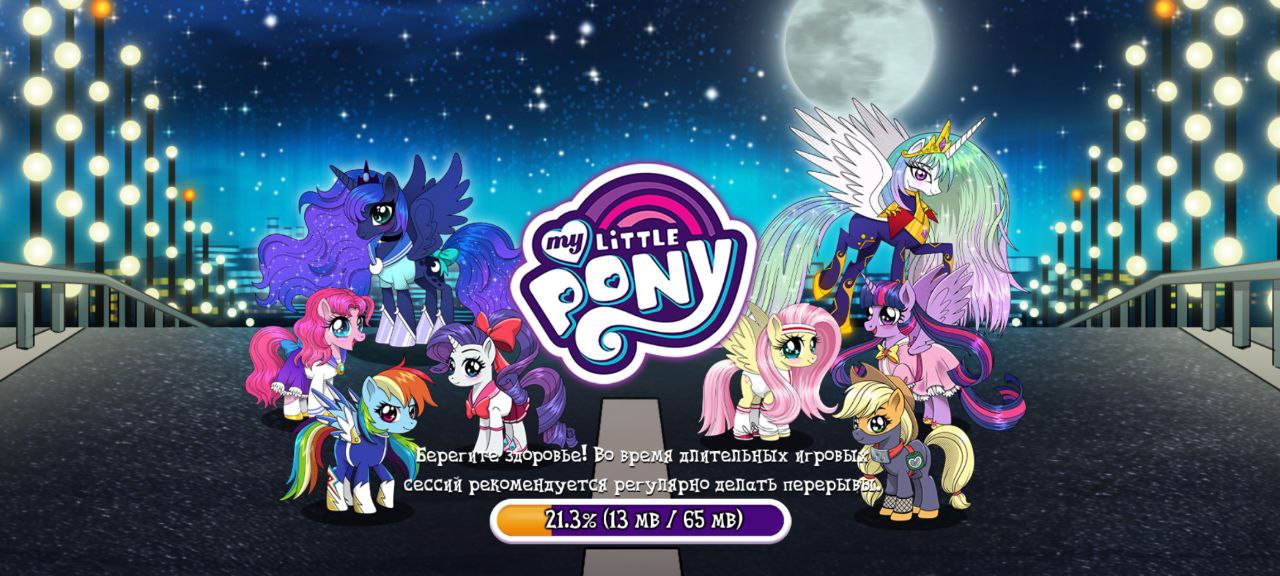 my LiTTLE
PONY
Берегите здоровье! Во время длительных игровых
сессий рекомендуется регулярно делать перерывы.
21.3% (13 MB / 65 MB)